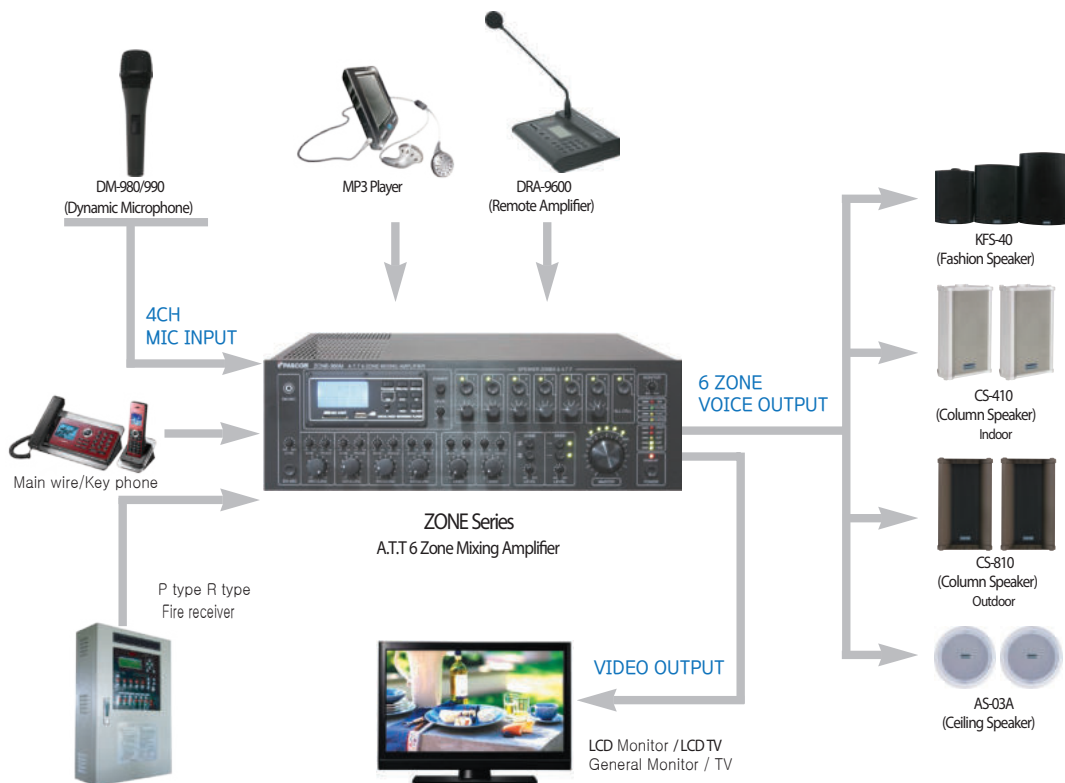 DM-980/990
(Dynamic Microphone)
MP3 Player
DRA-9600
(Remote Amplifier)
KFS-40
(Fashion Speaker)
4CH
MIC INPUT
6 ZONE
VOICE OUTPUT
CS-410
(Column Speaker)
Indoor
Main wire/Key phone
ZONE Series
A.T.T 6 Zone Mixing Amplifier
CS-810
(Column Speaker)
Outdoor
P type R type
Fire receiver
VIDEO OUTPUT
LCD Monitor / LCD TV
General Monitor / TV
AS-03A
(Ceiling Speaker)